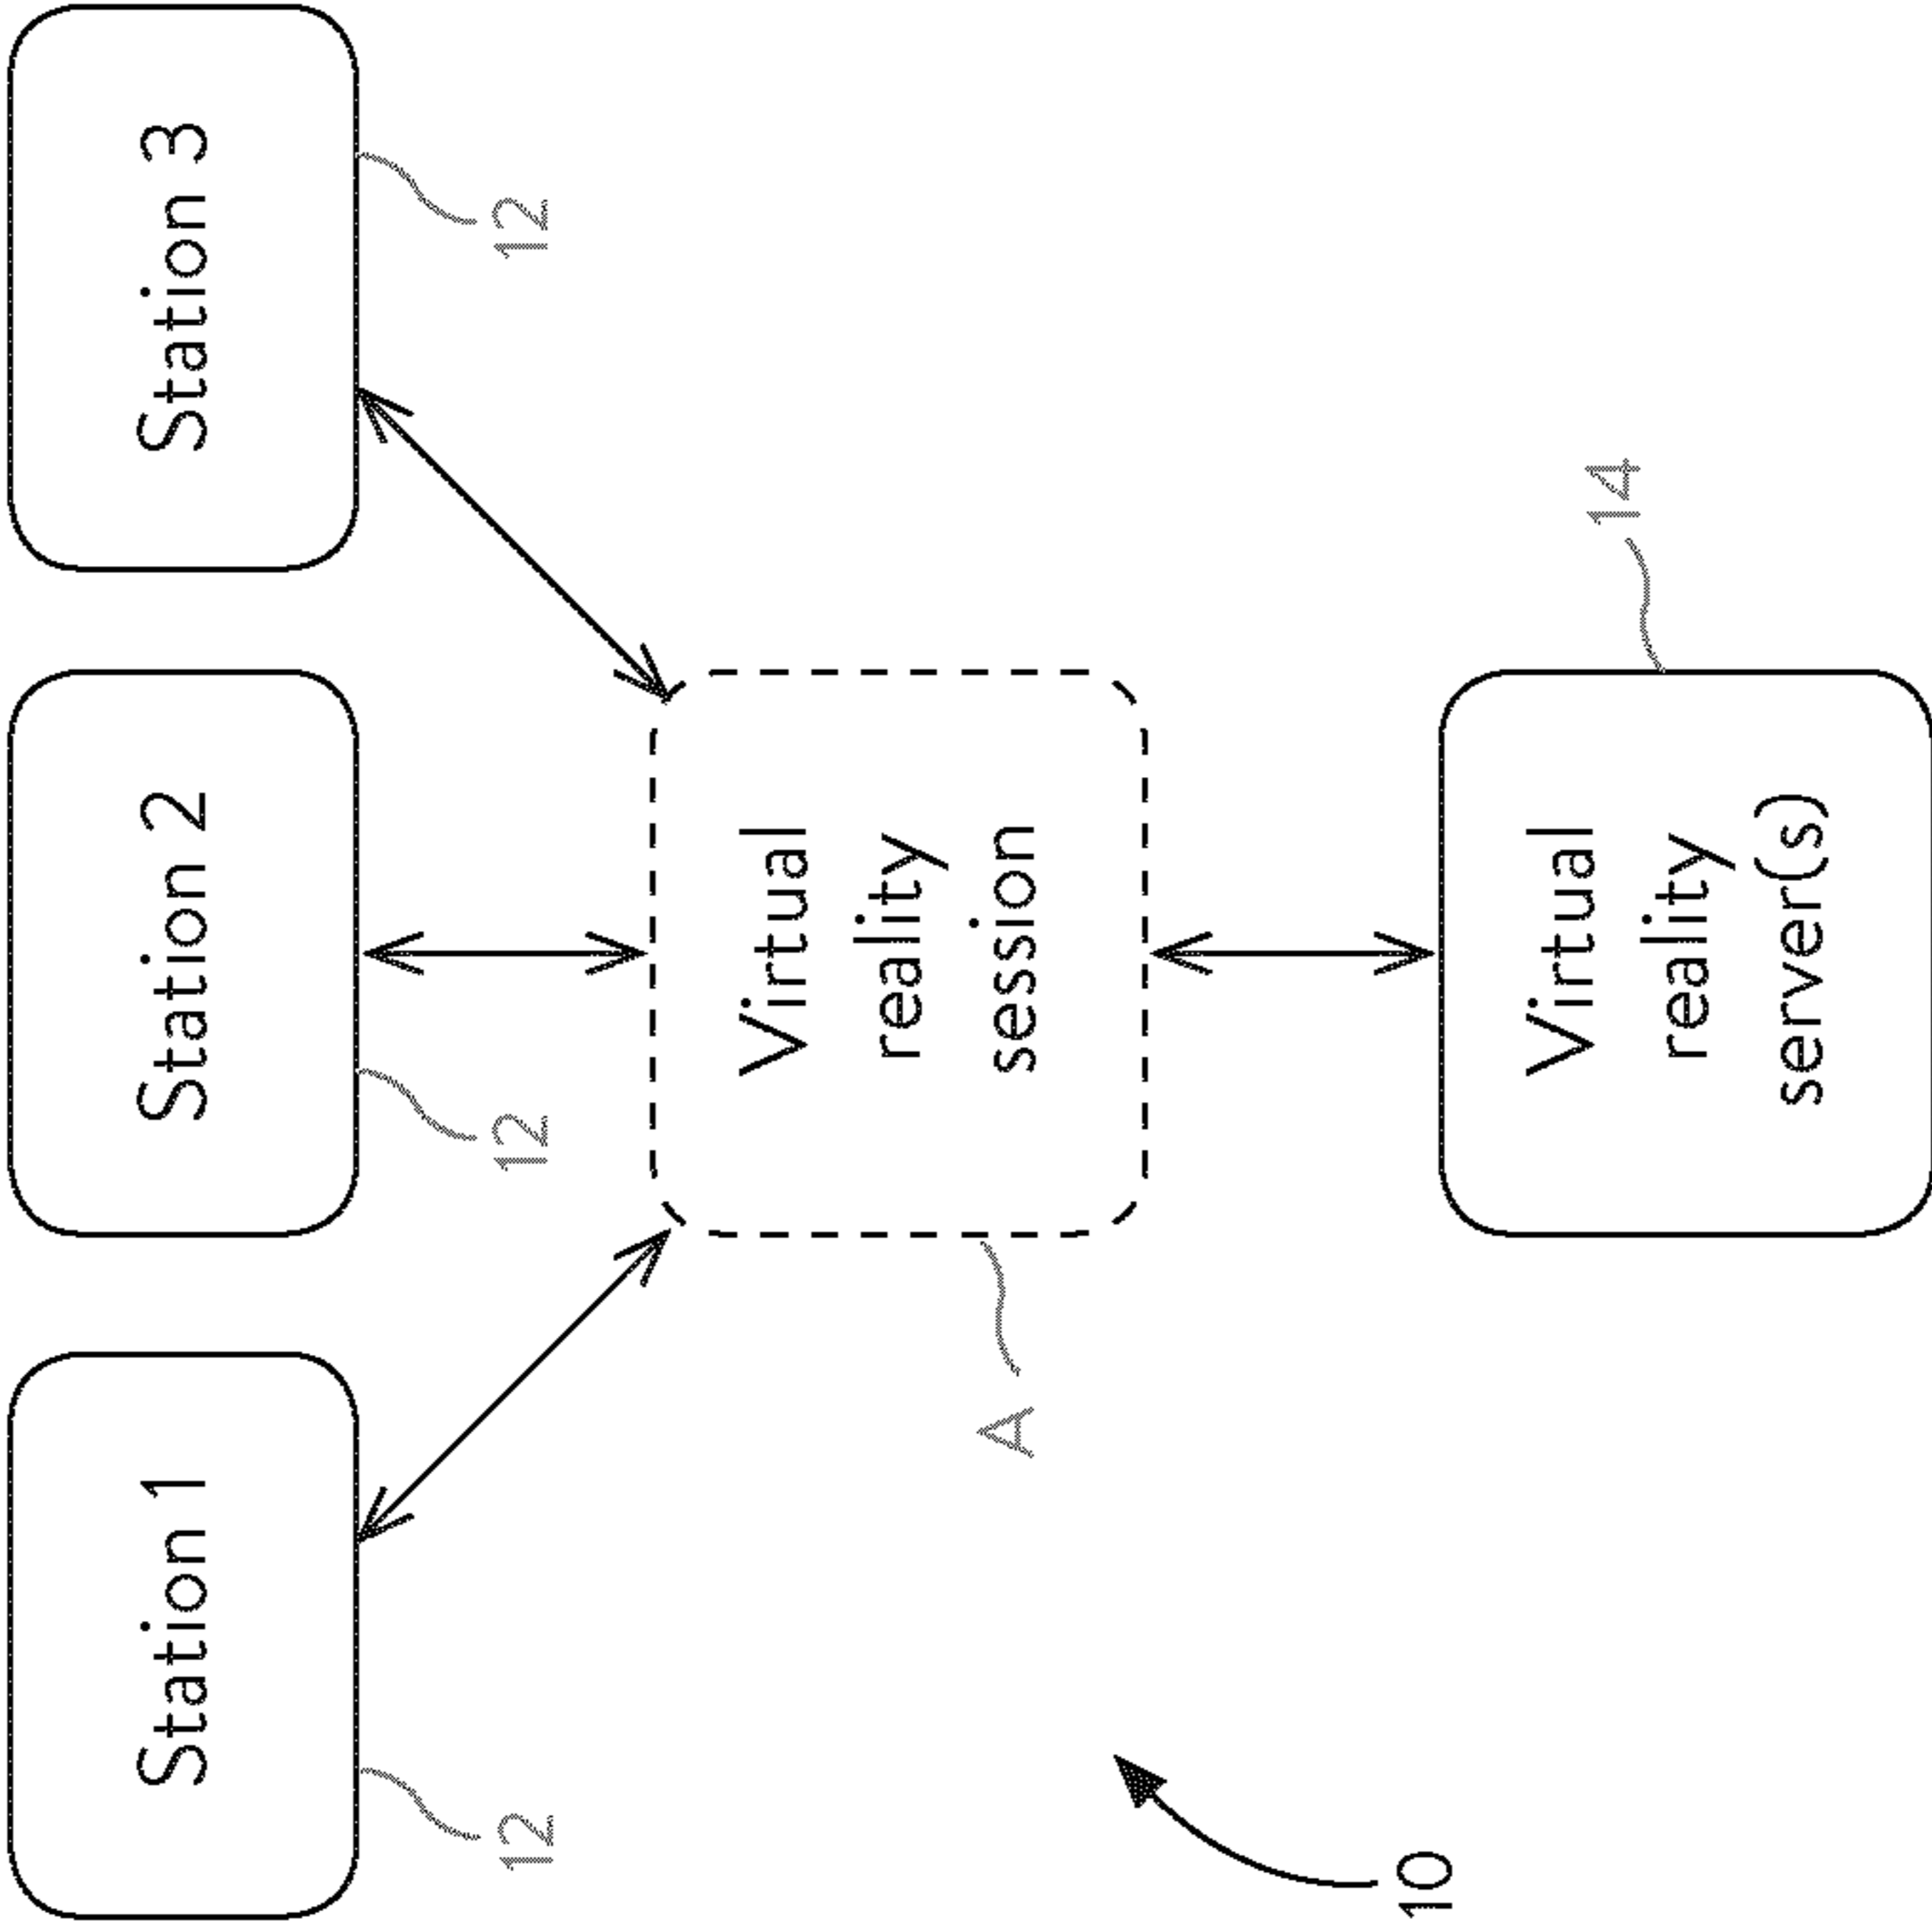 Station 1
Station 2
Station 3
12
12
12
Virtual
reality
session
A
Virtual
reality
server(s)
14
10